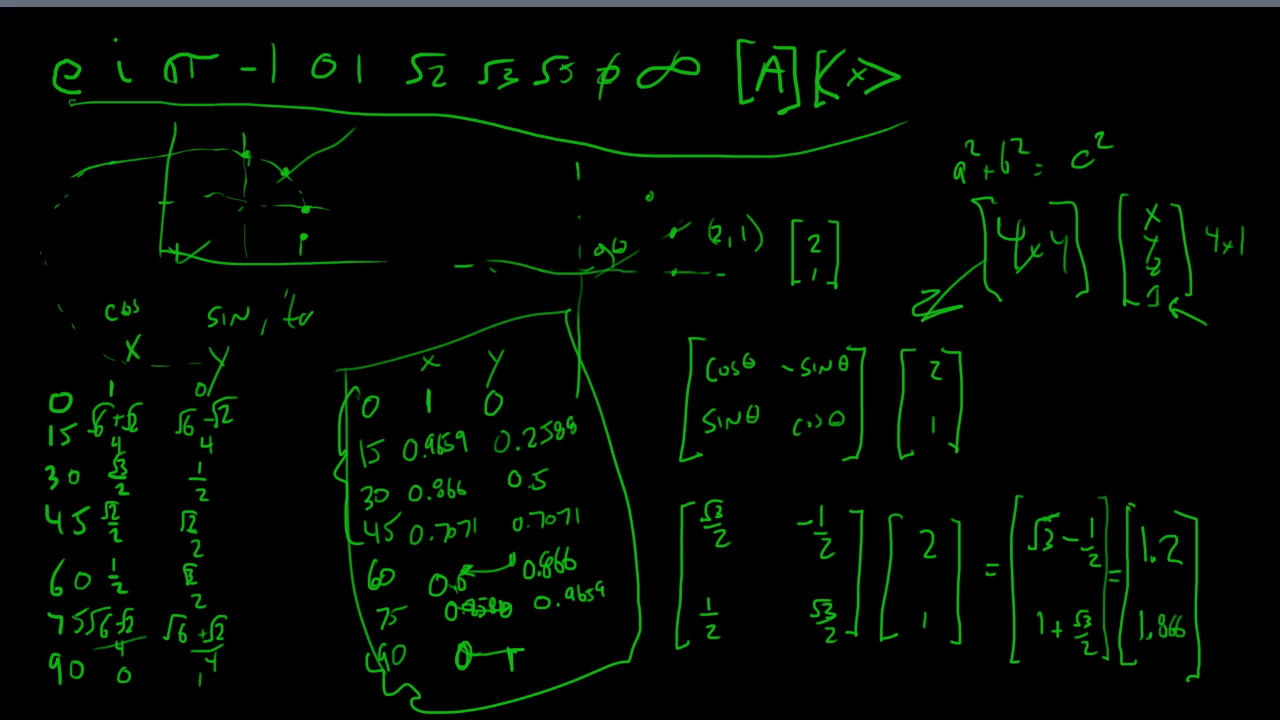 e i π -1 0 1 √2 √3 √5 φ ∞ [A] <x>
a² + b² = c²
(2, 1) [2 1]
[4x4] [x y z 1] 4x1
cos sin,
x y
0 1 0
15 √6+√2/4 √6-√2/4
30 √3/2 1/2
45 √2/2 √2/2
60 1/2 √3/2
75 √6-√2/4 √6+√2/4
90 0 1
x y
0 1 0
15 0.9659 0.2588
30 0.866 0.5
45 0.7071 0.7071
60 0.5 0.866
75 0.9659
90 0 1
[cosθ -sinθ] [2]
[sinθ cosθ] [1]
[√3/2 -1/2] [2] = [√3 - 1/2] = [1.2]
[1/2 √3/2] [1] [1 + √3/2] [1.866]